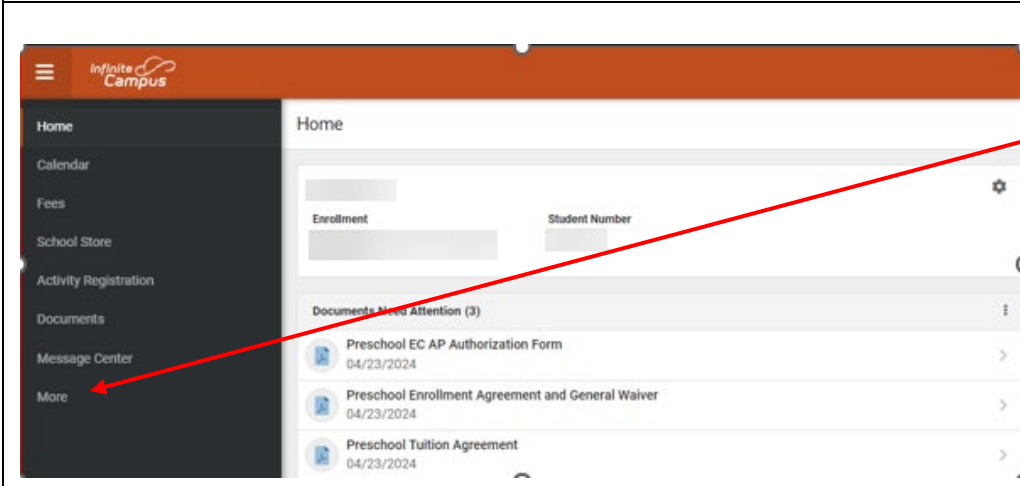 Infinite
Campus
Home
Calendar
Fees
School Store
Activity Registration
Documents
Message Center
More
Home
Enrollment
Student Number
Documents Need Attention (3)
Preschool EC AP Authorization Form
04/23/2024
Preschool Enrollment Agreement and General Waiver
04/23/2024
Preschool Tuition Agreement
04/23/2024